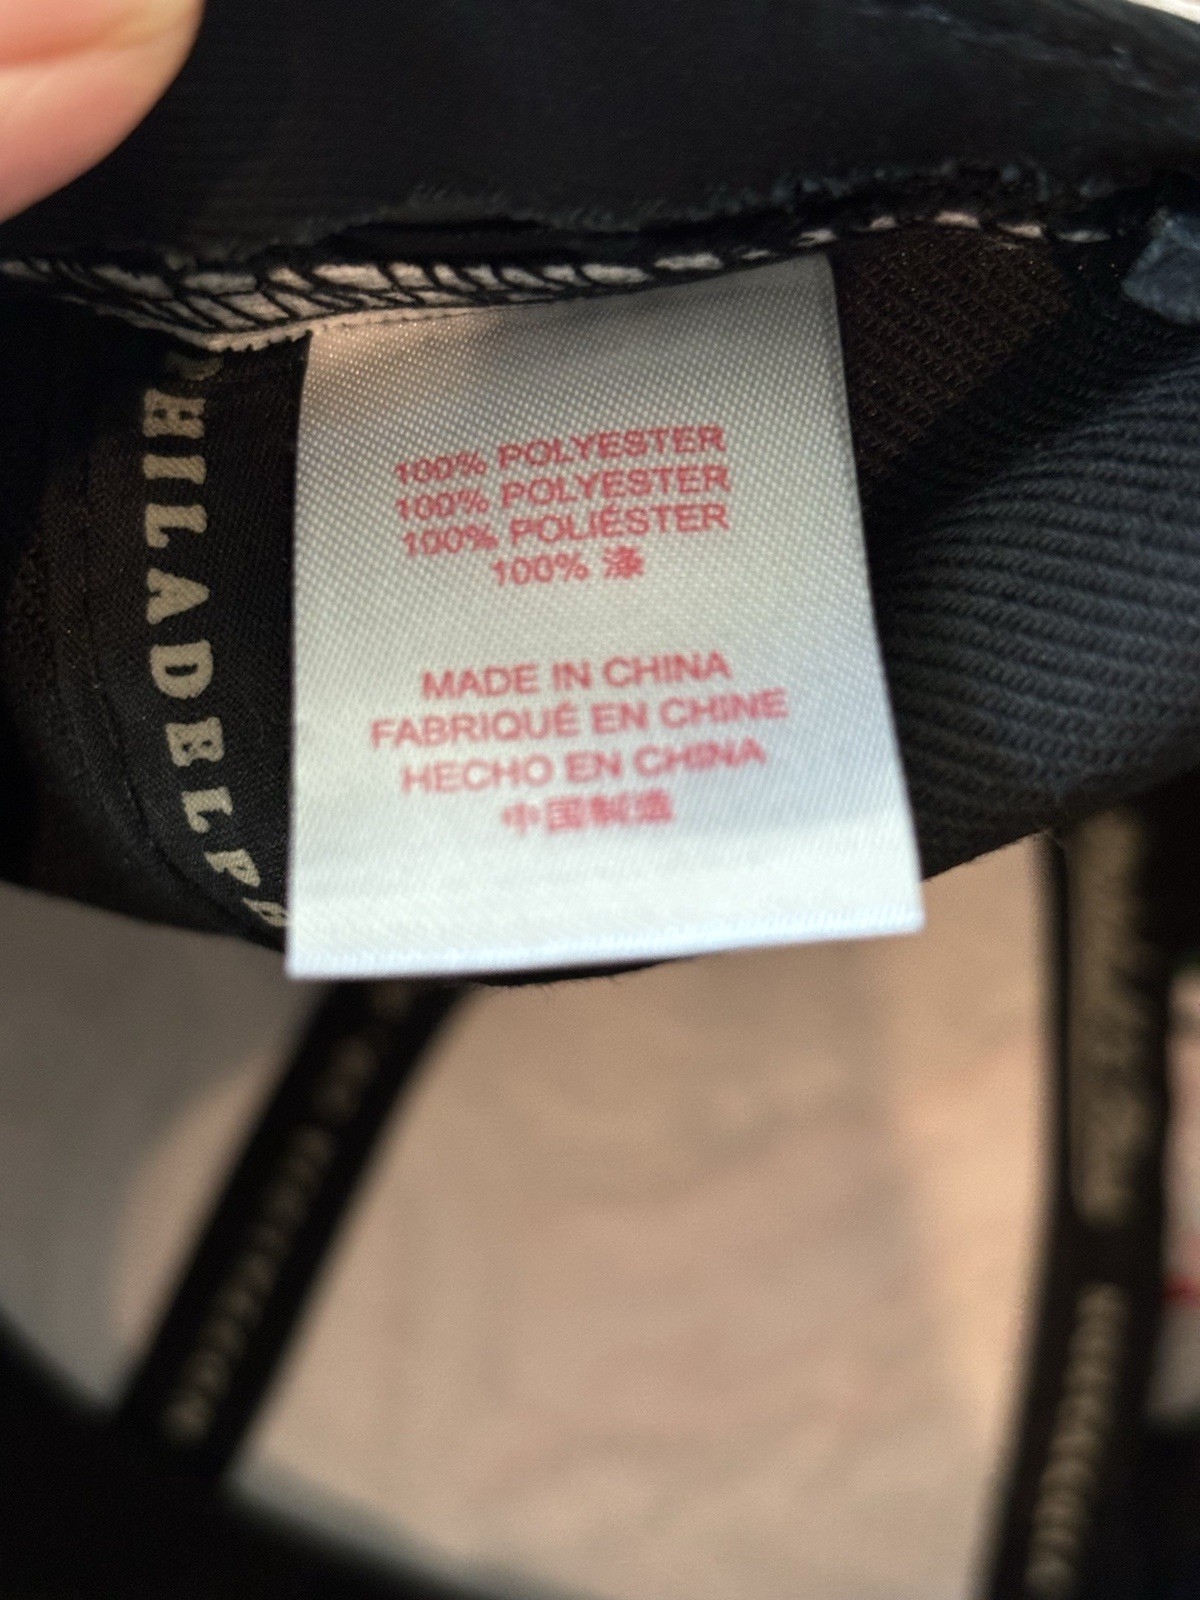 100% POLYESTER
100% POLYESTER
100% POLIÉSTER
100% 涤
MADE IN CHINA
FABRIQUÉ EN CHINE
HECHO EN CHINA
中国制造
PHILADELPH